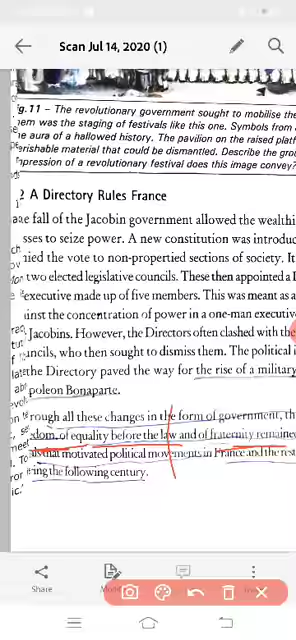 Scan Jul 14, 2020 (1)
g.11 – The revolutionary government sought to mobilise the
em was the staging of festivals like this one. Symbols from
e aura of a hallowed history. The pavilion on the raised platf
erishable material that could be dismantled. Describe the gro
npression of a revolutionary festival does this image convey?
2 A Directory Rules France
e fall of the Jacobin government allowed the wealthi
sses to seize power. A new constitution was introduc
nied the vote to non-propertied sections of society. It
two elected legislative councils. These then appointed a
executive made up of five members. This was meant as a
inst the concentration of power in a one-man executiv
Jacobins. However, the Directors often clashed with the
uncils, who then sought to dismiss them. The political i
the Directory paved the way for the rise of a military
poleon Bonaparte.
rough all these changes in the form of government, th
dom, of equality before the law and of fraternity remaine
als that motivated political movements in France and the rest
ring the following century.
Share